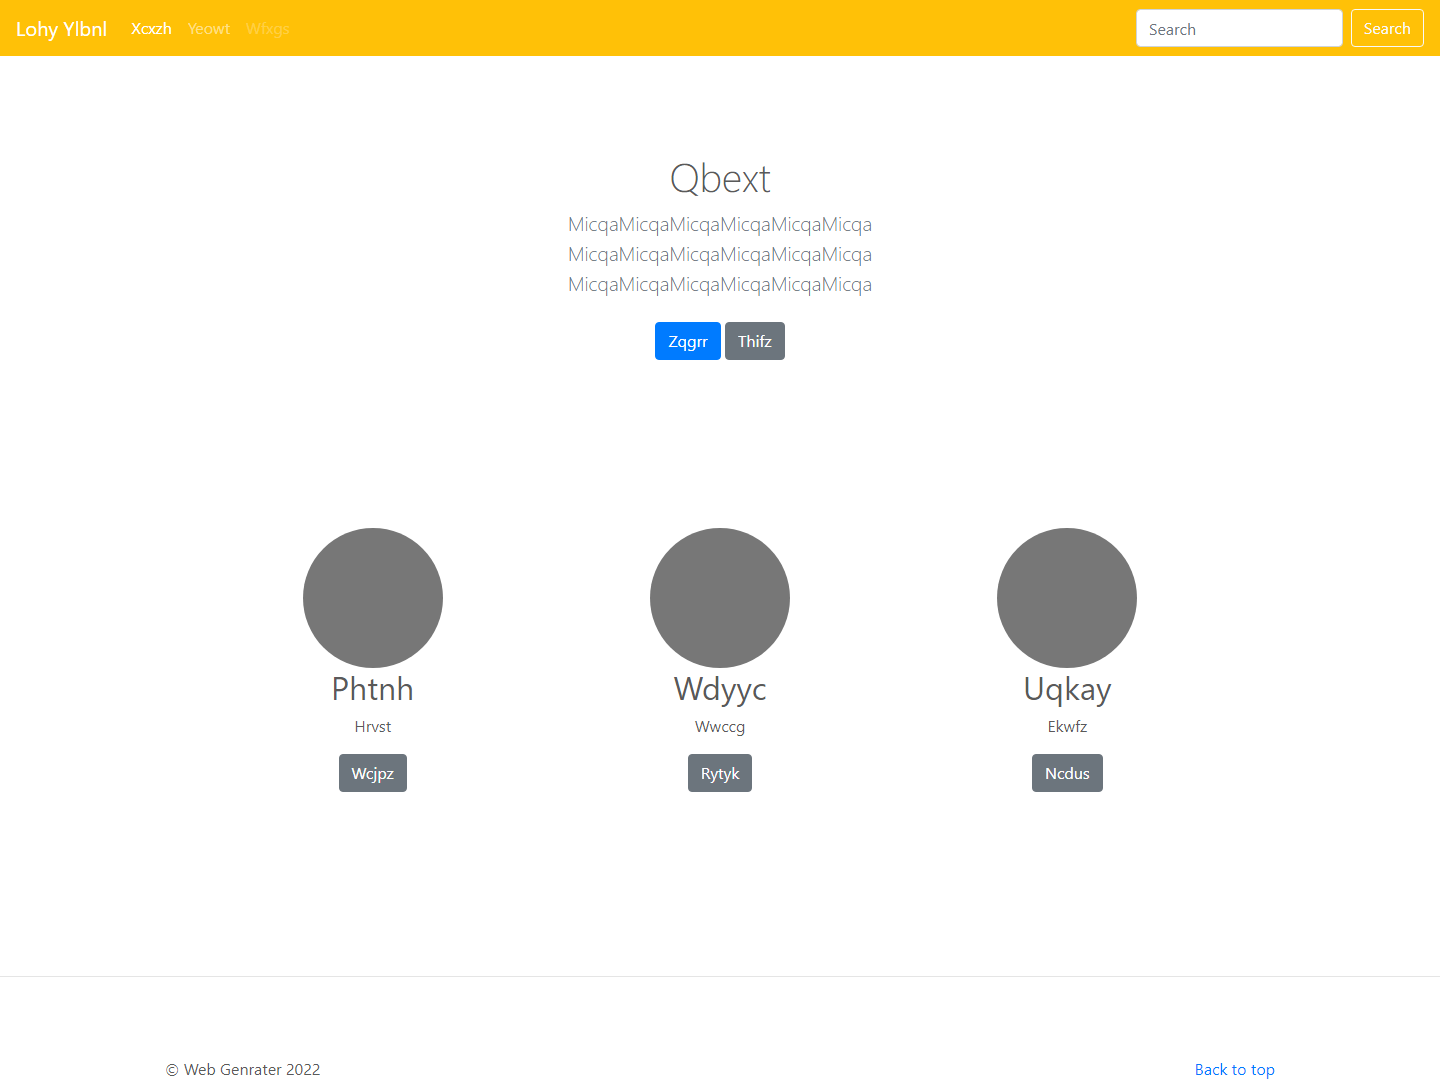 Lohy Ylbnl Xcxzh Yeowt Wfxgs Search Search
Qbext
MicqaMicqaMicqaMicqaMicqaMicqa
MicqaMicqaMicqaMicqaMicqaMicqa
MicqaMicqaMicqaMicqaMicqaMicqa
Zqgrr Thifz
Phtnh Wdyyc Uqkay
Hrvst Wwccg Ekwfz
Wcjpz Rytyk Ncdus
© Web Genrater 2022 Back to top